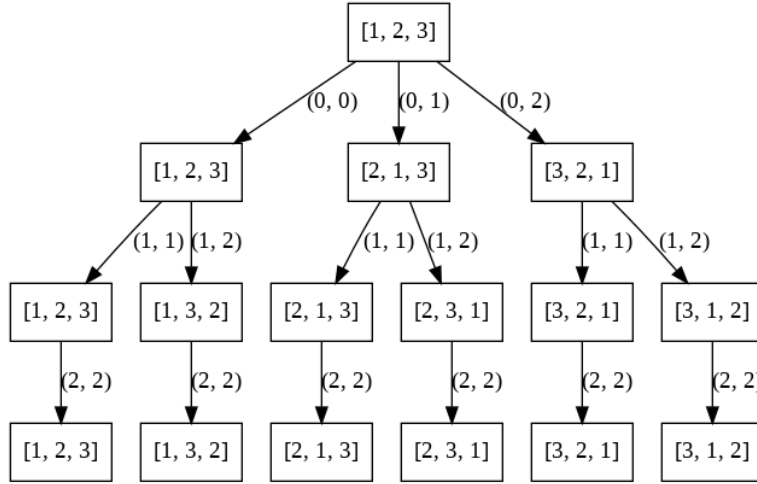 [1, 2, 3]
(0, 0) (0, 1) (0, 2)
[1, 2, 3] [2, 1, 3] [3, 2, 1]
(1, 1) (1, 2) (1, 1) (1, 2) (1, 1) (1, 2)
[1, 2, 3] [1, 3, 2] [2, 1, 3] [2, 3, 1] [3, 2, 1] [3, 1, 2]
(2, 2) (2, 2) (2, 2) (2, 2) (2, 2) (2, 2)
[1, 2, 3] [1, 3, 2] [2, 1, 3] [2, 3, 1] [3, 2, 1] [3, 1, 2]